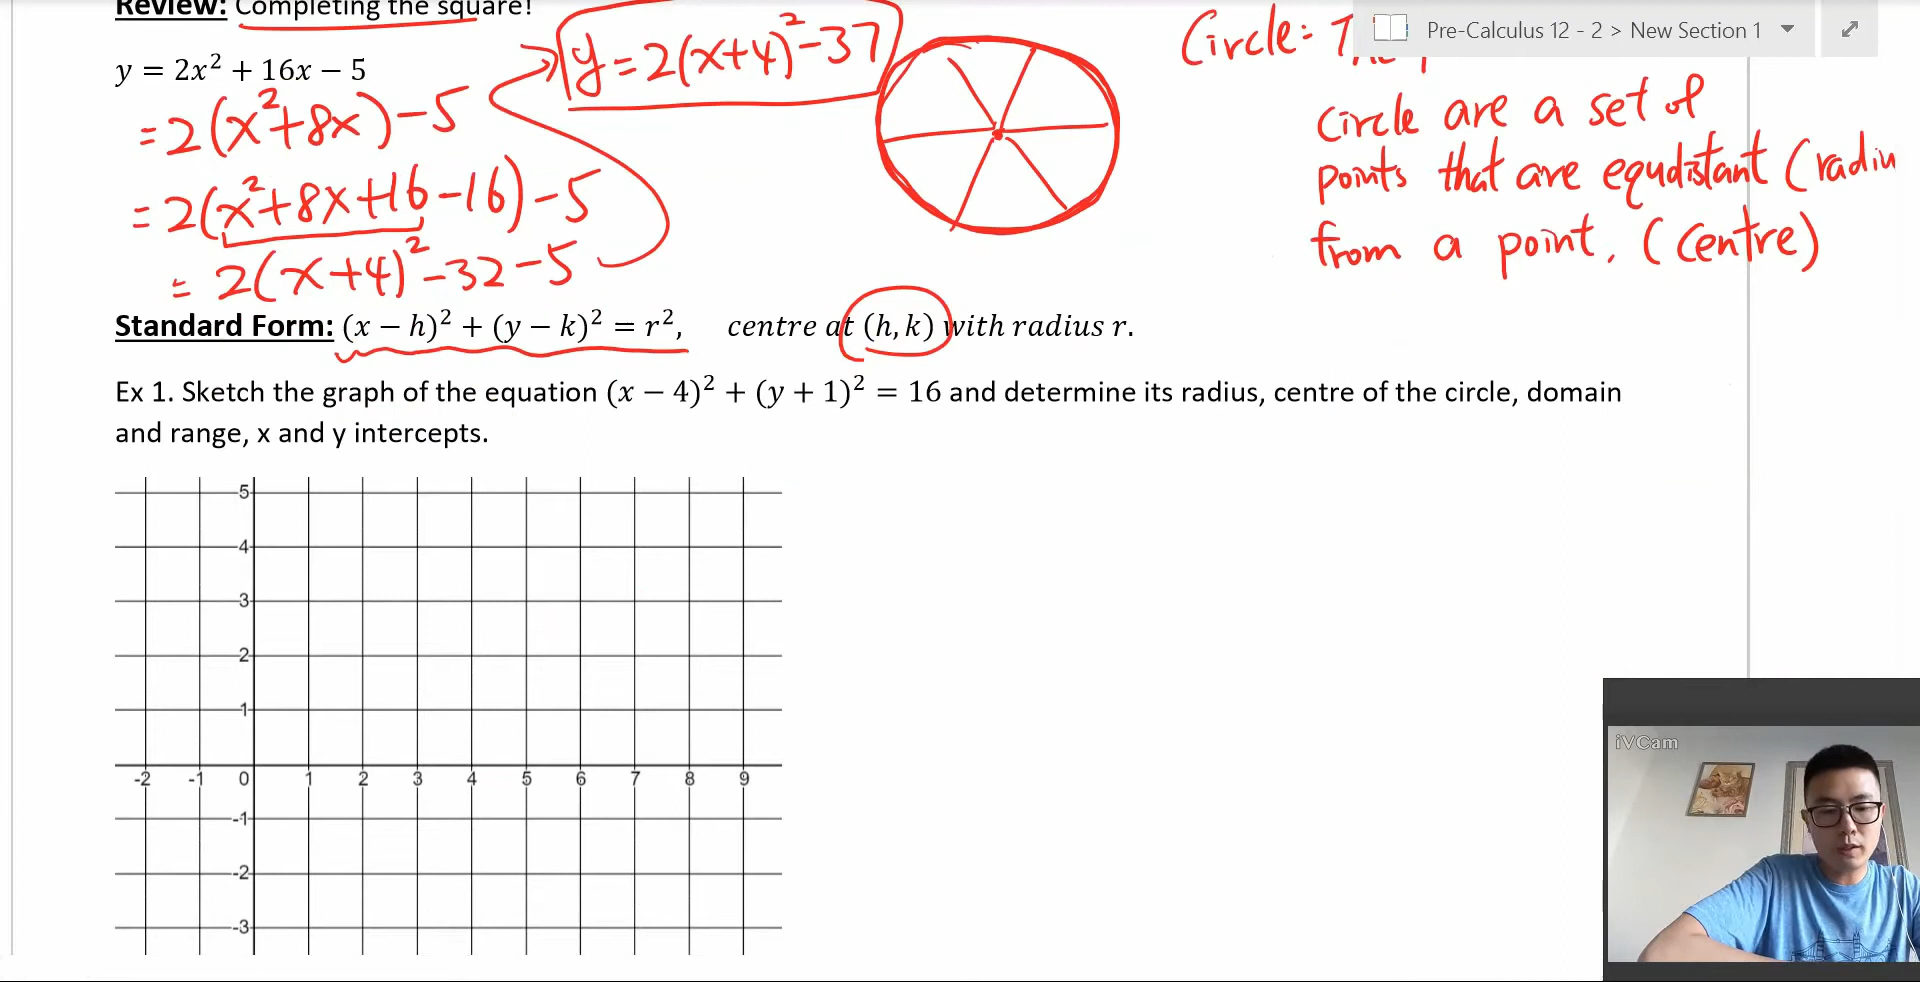 Review: Completing the square!
y = 2x² + 16x − 5
= 2(x²+8x)−5
= 2(x²+8x+16−16)−5
= 2(x+4)²−32−5
y = 2(x+4)²−37
Circle:
Pre-Calculus 12 - 2 > New Section 1
Circle are a set of
points that are equdistant (radiu
from a point. (Centre)
Standard Form: (x − h)² + (y − k)² = r², centre at (h, k) with radius r.
Ex 1. Sketch the graph of the equation (x − 4)² + (y + 1)² = 16 and determine its radius, centre of the circle, domain
and range, x and y intercepts.
5
4
3
2
1
-2 -1 0 1 2 3 4 5 6 7 8 9
-1
-2
-3
iVCam